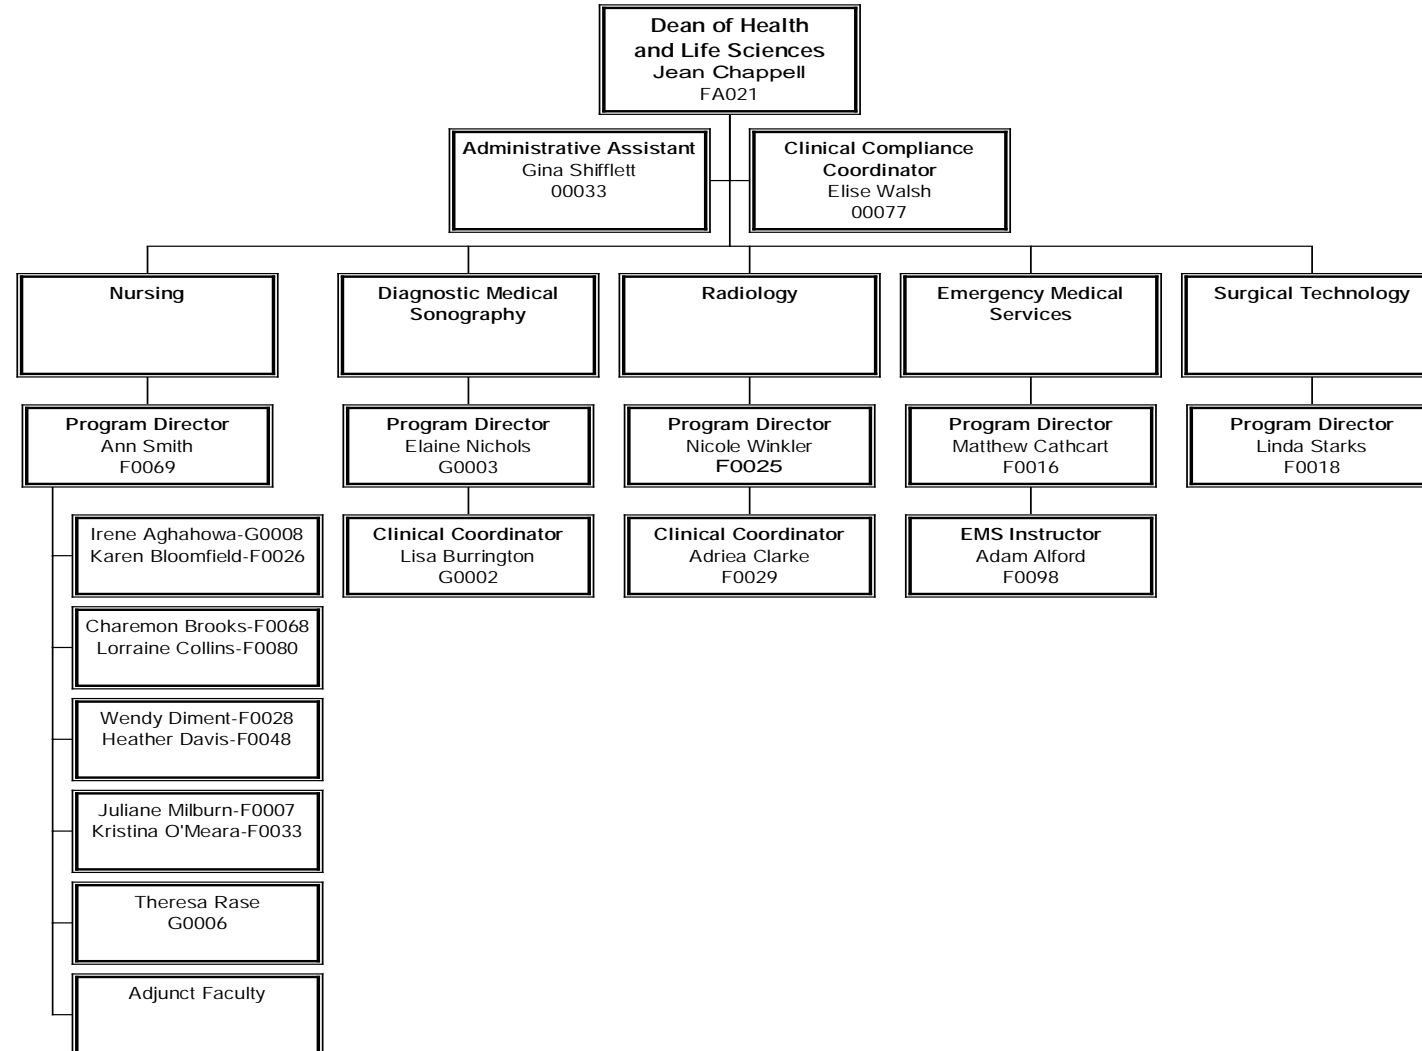 Dean of Health
and Life Sciences
Jean Chappell
FA021
Administrative Assistant
Gina Shifflett
00033
Clinical Compliance
Coordinator
Elise Walsh
00077
Nursing
Diagnostic Medical
Sonography
Radiology
Emergency Medical
Services
Surgical Technology
Program Director
Ann Smith
F0069
Program Director
Elaine Nichols
G0003
Program Director
Nicole Winkler
F0025
Program Director
Matthew Cathcart
F0016
Program Director
Linda Starks
F0018
Irene Aghahowa-G0008
Karen Bloomfield-F0026
Clinical Coordinator
Lisa Burrington
G0002
Clinical Coordinator
Adriea Clarke
F0029
EMS Instructor
Adam Alford
F0098
Charemon Brooks-F0068
Lorraine Collins-F0080
Wendy Diment-F0028
Heather Davis-F0048
Juliane Milburn-F0007
Kristina O'Meara-F0033
Theresa Rase
G0006
Adjunct Faculty